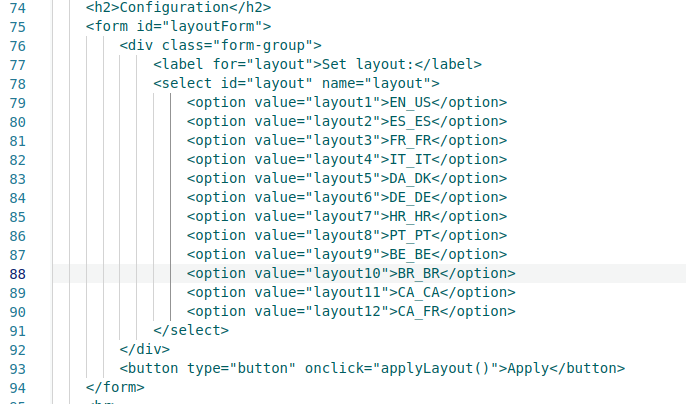 74 <h2>Configuration</h2>
75 <form id="layoutForm">
76 <div class="form-group">
77 <label for="layout">Set layout:</label>
78 <select id="layout" name="layout">
79 <option value="layout1">EN_US</option>
80 <option value="layout2">ES_ES</option>
81 <option value="layout3">FR_FR</option>
82 <option value="layout4">IT_IT</option>
83 <option value="layout5">DA_DK</option>
84 <option value="layout6">DE_DE</option>
85 <option value="layout7">HR_HR</option>
86 <option value="layout8">PT_PT</option>
87 <option value="layout9">BE_BE</option>
88 <option value="layout10">BR_BR</option>
89 <option value="layout11">CA_CA</option>
90 <option value="layout12">CA_FR</option>
91 </select>
92 </div>
93 <button type="button" onclick="applyLayout()">Apply</button>
94 </form>